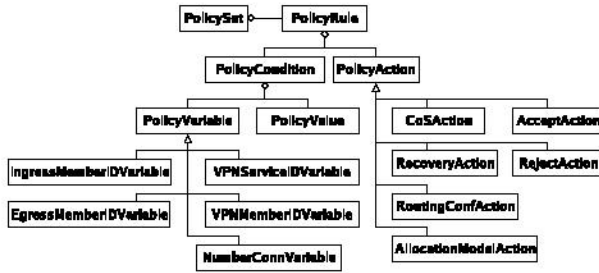 PolicySet
PolicyRule
PolicyCondition
PolicyAction
PolicyVariable
PolicyValue
CoSAction
AcceptAction
IngressMemberIDVariable
VPNServiceIDVariable
RecoveryAction
RejectAction
EgressMemberIDVariable
VPNMemberIDVariable
RoutingConfAction
NumberConnVariable
AllocationModelAction